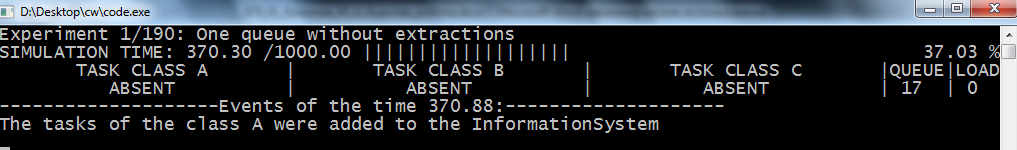 D:\Desktop\cw\code.exe
Experiment 1/190: One queue without extractions
SIMULATION TIME: 370.30 /1000.00 ||||||||||||||||||| 37.03 %
TASK CLASS A | TASK CLASS B | TASK CLASS C |QUEUE|LOAD
ABSENT | ABSENT | ABSENT | 17 | 0
--------------------Events of the time 370.88:--------------------
The tasks of the class A were added to the InformationSystem